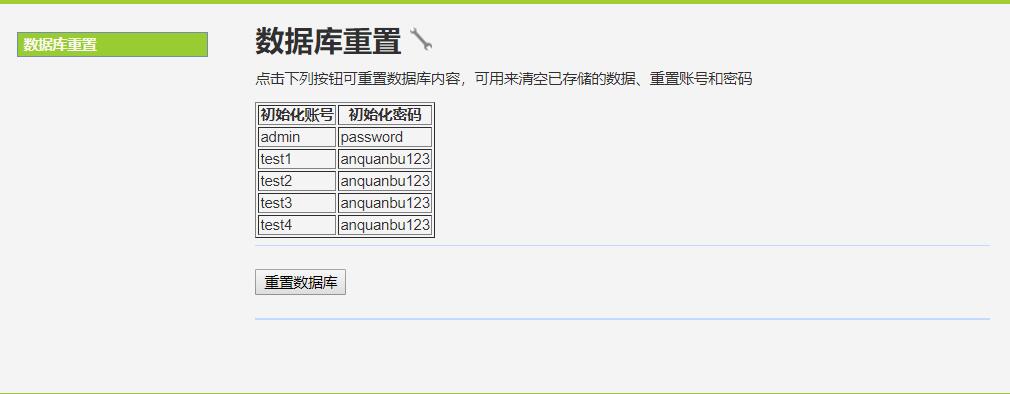 数据库重置
数据库重置
点击下列按钮可重置数据库内容，可用来清空已存储的数据、重置账号和密码
初始化账号 初始化密码
admin password
test1 anquanbu123
test2 anquanbu123
test3 anquanbu123
test4 anquanbu123
重置数据库